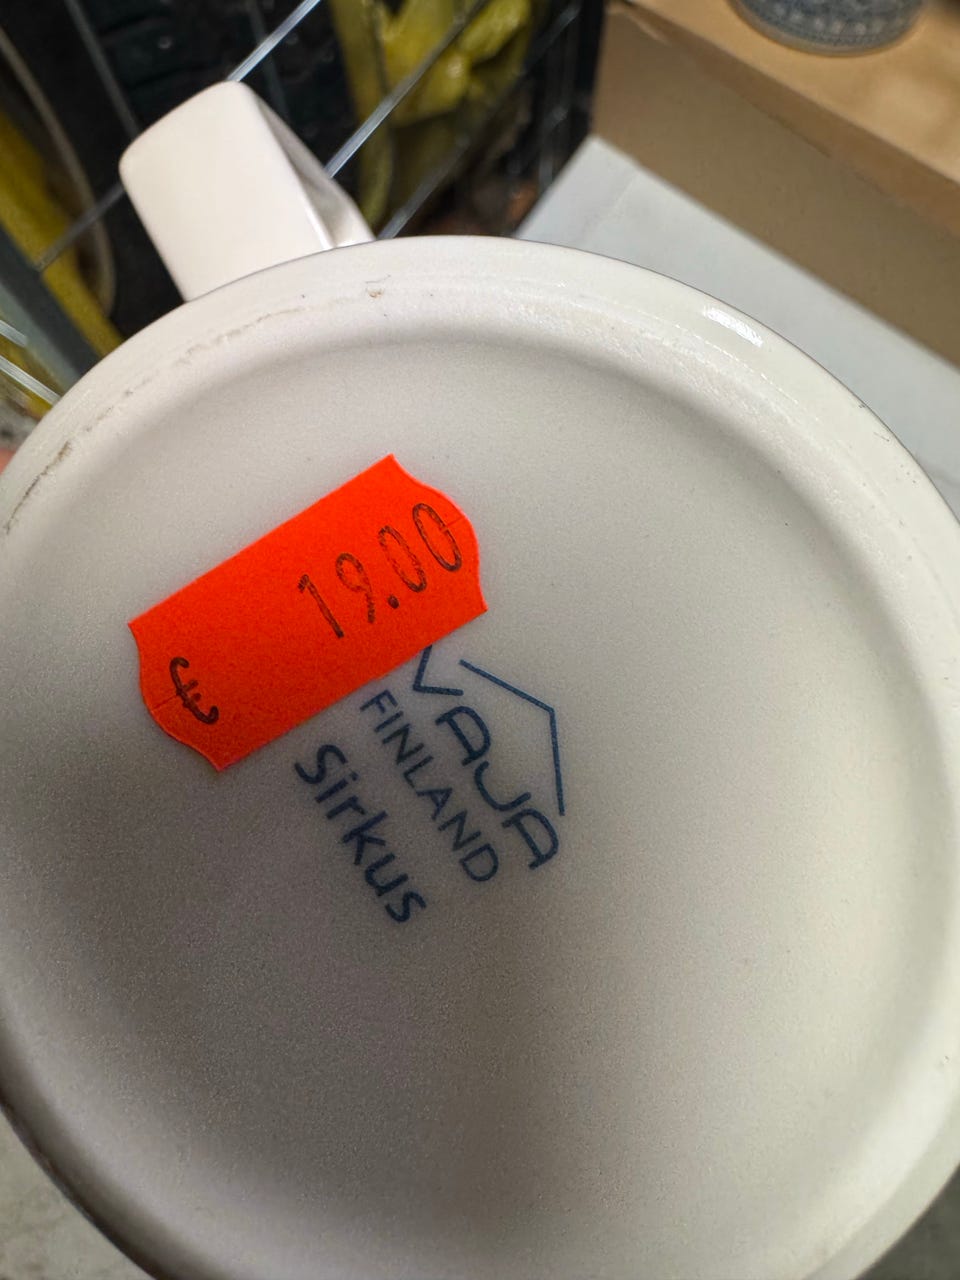 € 19.00
VAJA
FINLAND
Sirkus